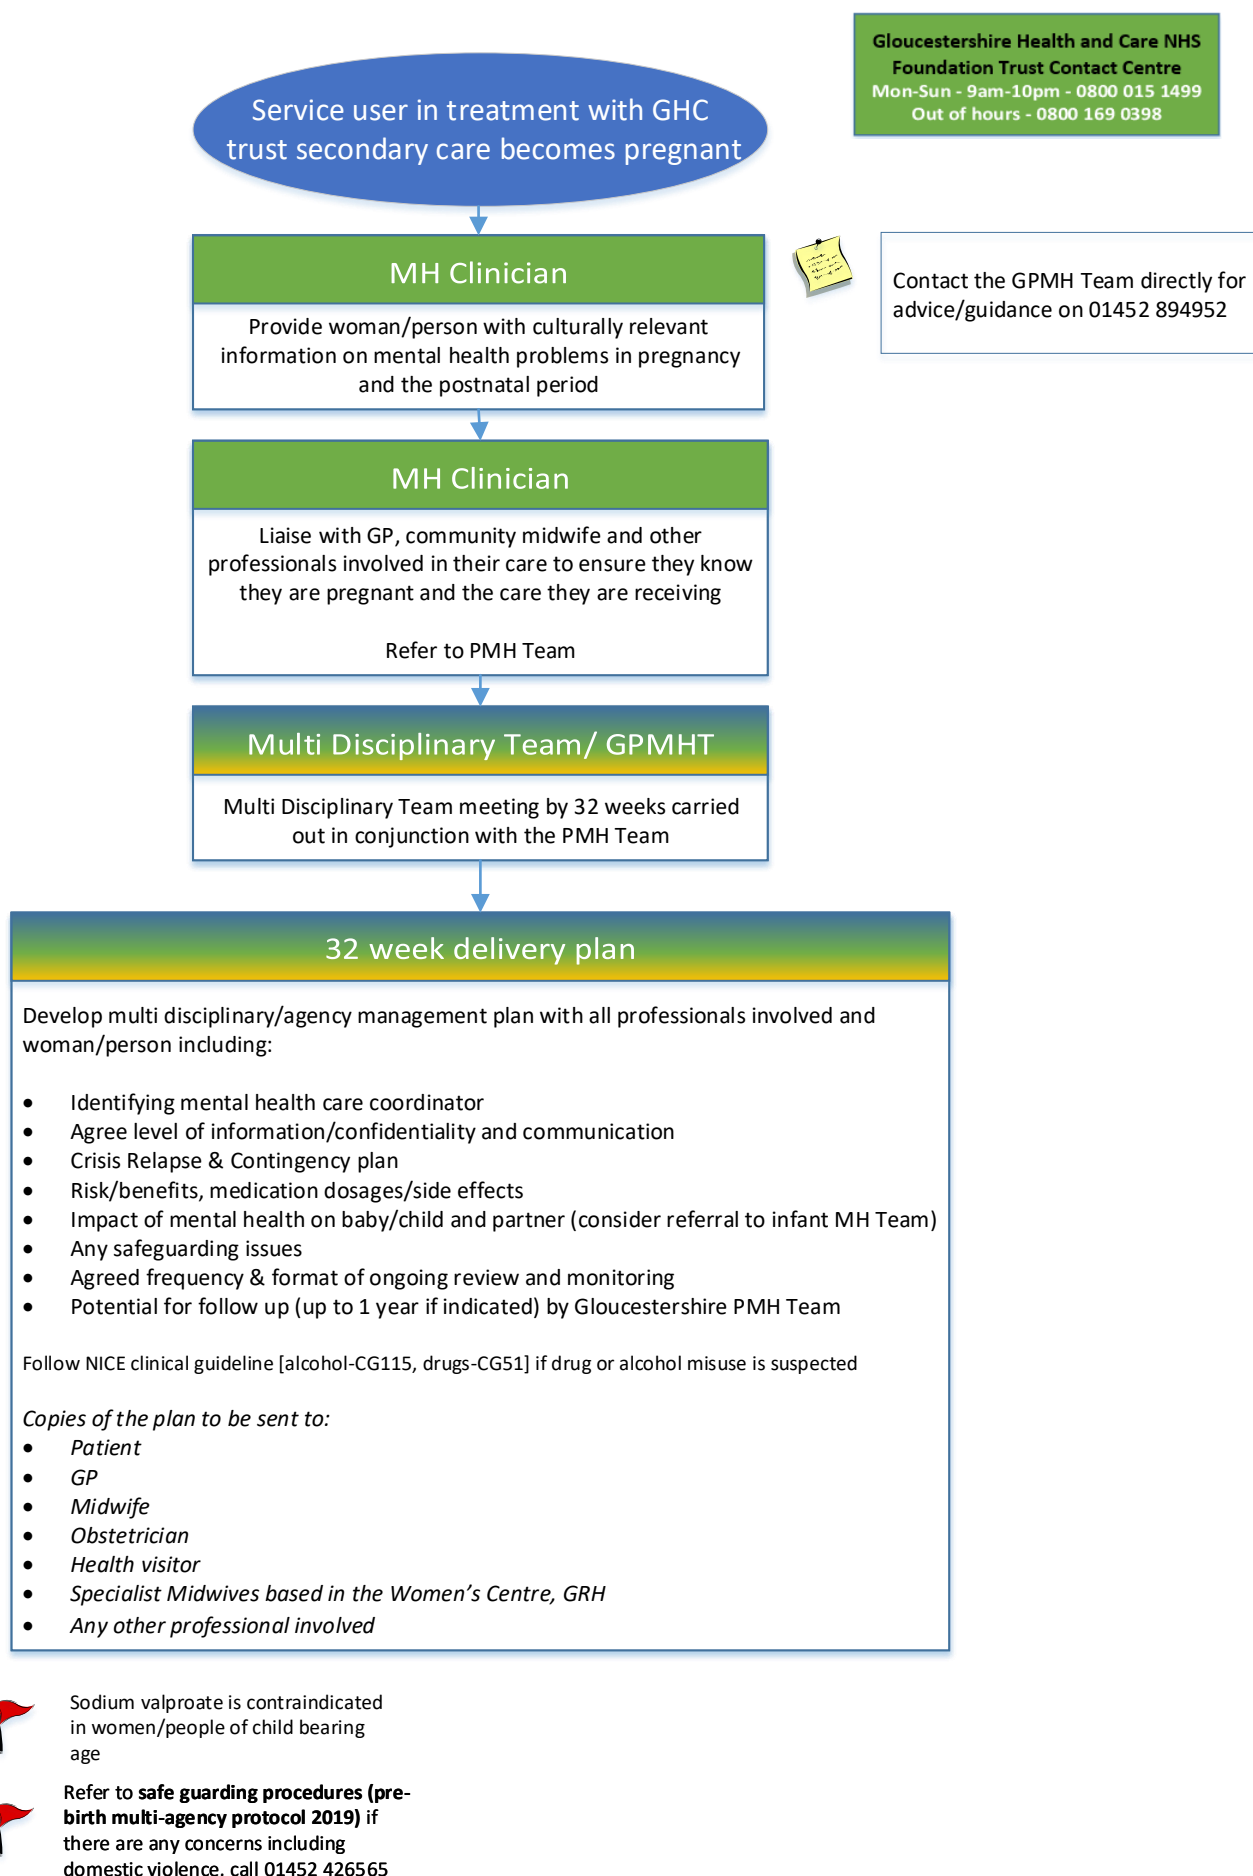 Gloucestershire Health and Care NHS
Foundation Trust Contact Centre
Mon-Sun - 9am-10pm - 0800 015 1499
Out of hours - 0800 169 0398
Service user in treatment with GHC
trust secondary care becomes pregnant
MH Clinician
Provide woman/person with culturally relevant
information on mental health problems in pregnancy
and the postnatal period
Contact the GPMH Team directly for
advice/guidance on 01452 894952
MH Clinician
Liaise with GP, community midwife and other
professionals involved in their care to ensure they know
they are pregnant and the care they are receiving
Refer to PMH Team
Multi Disciplinary Team/ GPMHT
Multi Disciplinary Team meeting by 32 weeks carried
out in conjunction with the PMH Team
32 week delivery plan
Develop multi disciplinary/agency management plan with all professionals involved and
woman/person including:
• Identifying mental health care coordinator
• Agree level of information/confidentiality and communication
• Crisis Relapse & Contingency plan
• Risk/benefits, medication dosages/side effects
• Impact of mental health on baby/child and partner (consider referral to infant MH Team)
• Any safeguarding issues
• Agreed frequency & format of ongoing review and monitoring
• Potential for follow up (up to 1 year if indicated) by Gloucestershire PMH Team
Follow NICE clinical guideline [alcohol-CG115, drugs-CG51] if drug or alcohol misuse is suspected
Copies of the plan to be sent to:
• Patient
• GP
• Midwife
• Obstetrician
• Health visitor
• Specialist Midwives based in the Women's Centre, GRH
• Any other professional involved
Sodium valproate is contraindicated
in women/people of child bearing
age
Refer to safe guarding procedures (pre-
birth multi-agency protocol 2019) if
there are any concerns including
domestic violence, call 01452 426565